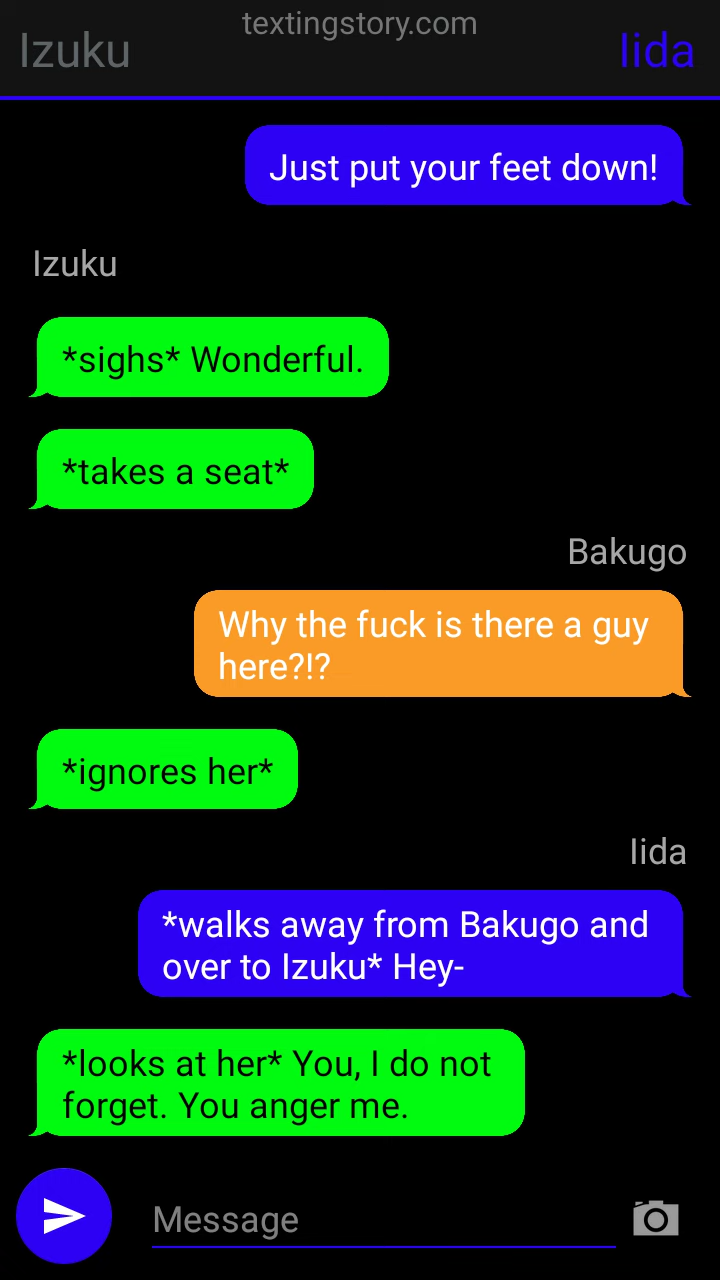 textingstory.com
Izuku
Iida
Just put your feet down!
Izuku
*sighs* Wonderful.
*takes a seat*
Bakugo
Why the fuck is there a guy
here?!?
*ignores her*
Iida
*walks away from Bakugo and
over to Izuku* Hey-
*looks at her* You, I do not
forget. You anger me.
Message